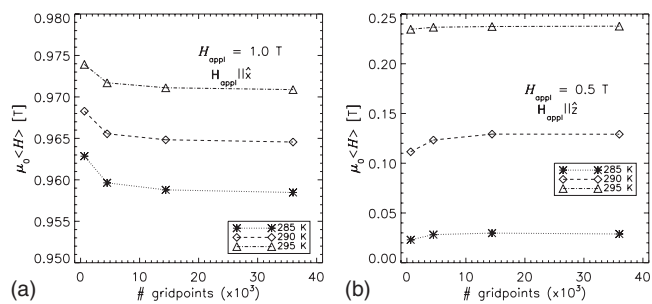 0.980
0.975
0.970
0.965
0.960
0.955
0.950
μ₀<H> [T]
H_appl = 1.0 T
H_appl||x̂
285 K
290 K
295 K
0 10 20 30 40
# gridpoints (×10³)
(a)
0.25
0.20
0.15
0.10
0.05
0.00
μ₀<H> [T]
H_appl = 0.5 T
H_appl||ẑ
285 K
290 K
295 K
0 10 20 30 40
# gridpoints (×10³)
(b)